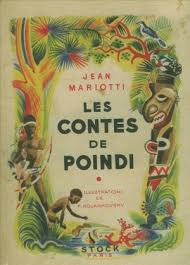 JEAN
MARIOTTI
LES
CONTES
DE
POINDI
ILLUSTRATIONS
DE
F. ROJANKOVSKY
STOCK
PARIS